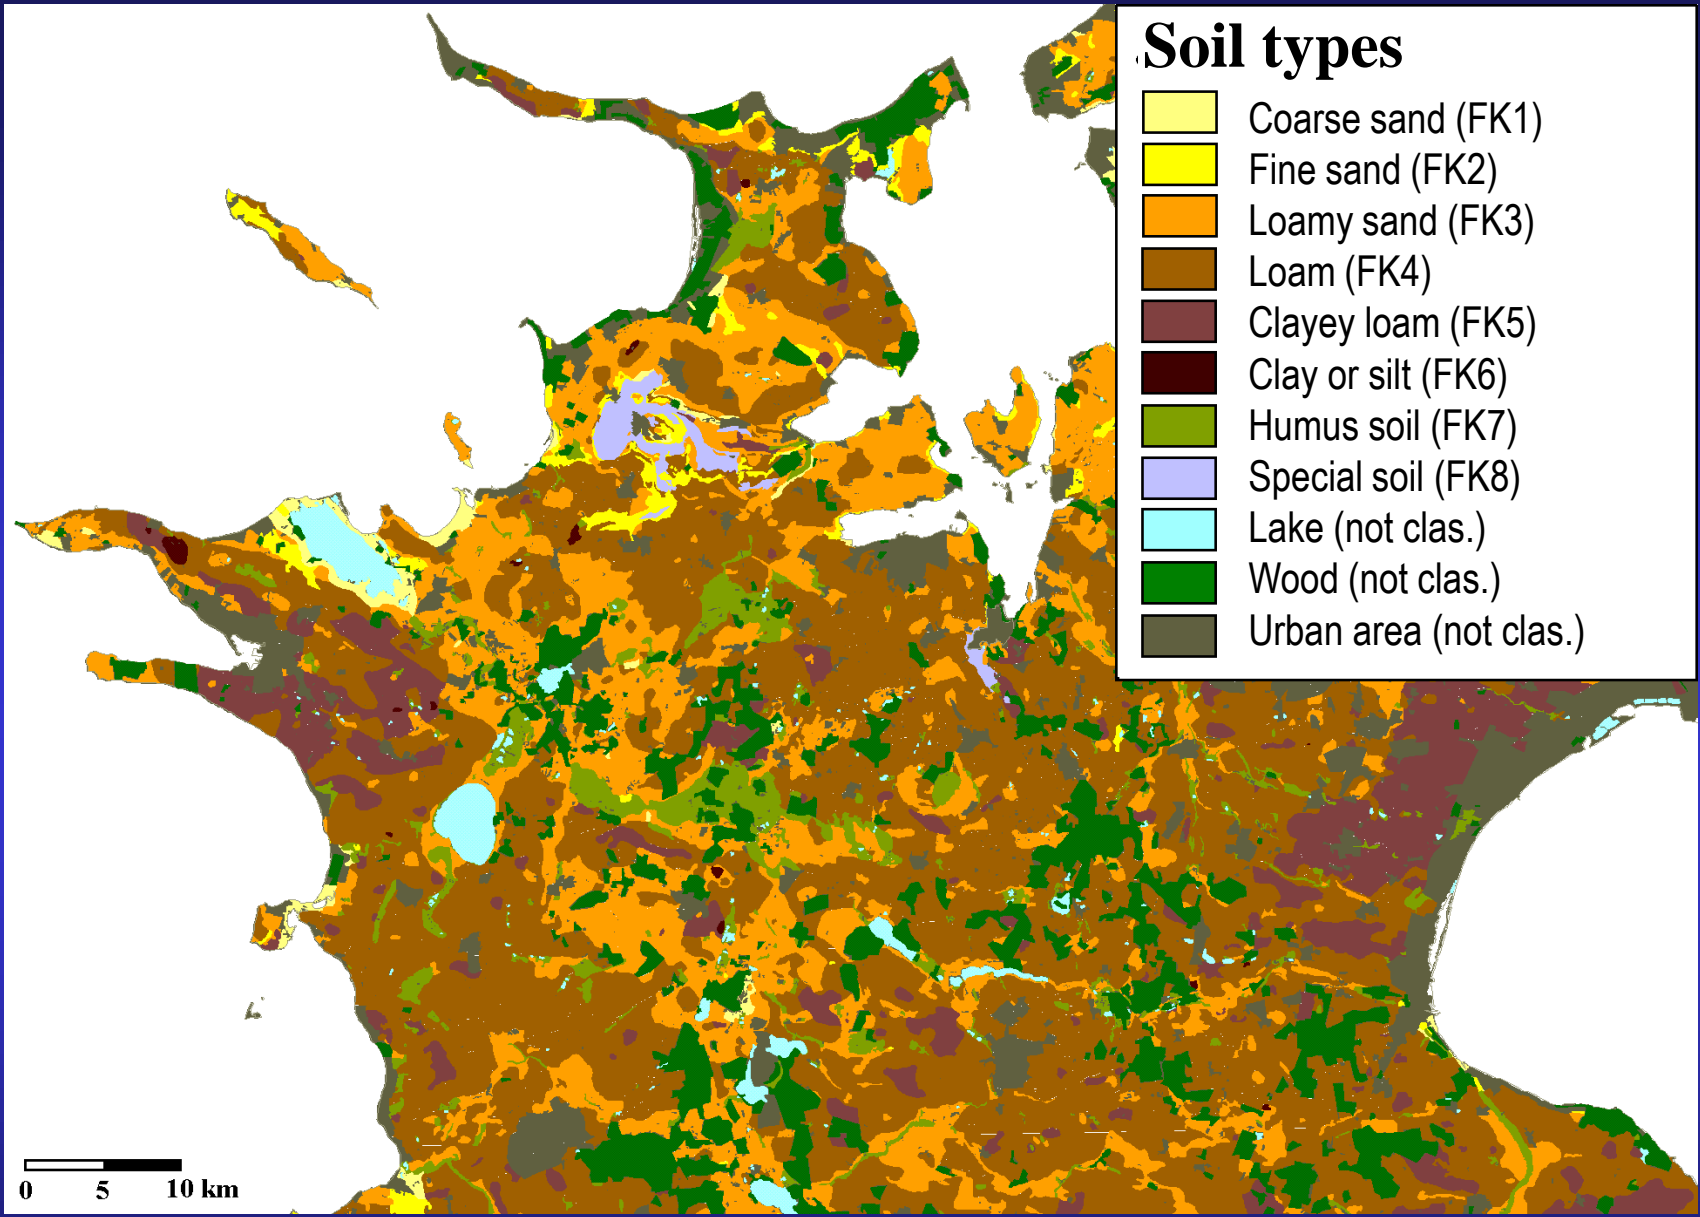 Soil types
Coarse sand (FK1)
Fine sand (FK2)
Loamy sand (FK3)
Loam (FK4)
Clayey loam (FK5)
Clay or silt (FK6)
Humus soil (FK7)
Special soil (FK8)
Lake (not clas.)
Wood (not clas.)
Urban area (not clas.)
0 5 10 km